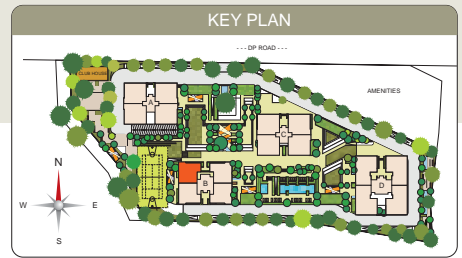 KEY PLAN
- - - DP ROAD - - -
CLUB HOUSE
AMENITIES
A
C
B
D
N
W E
S